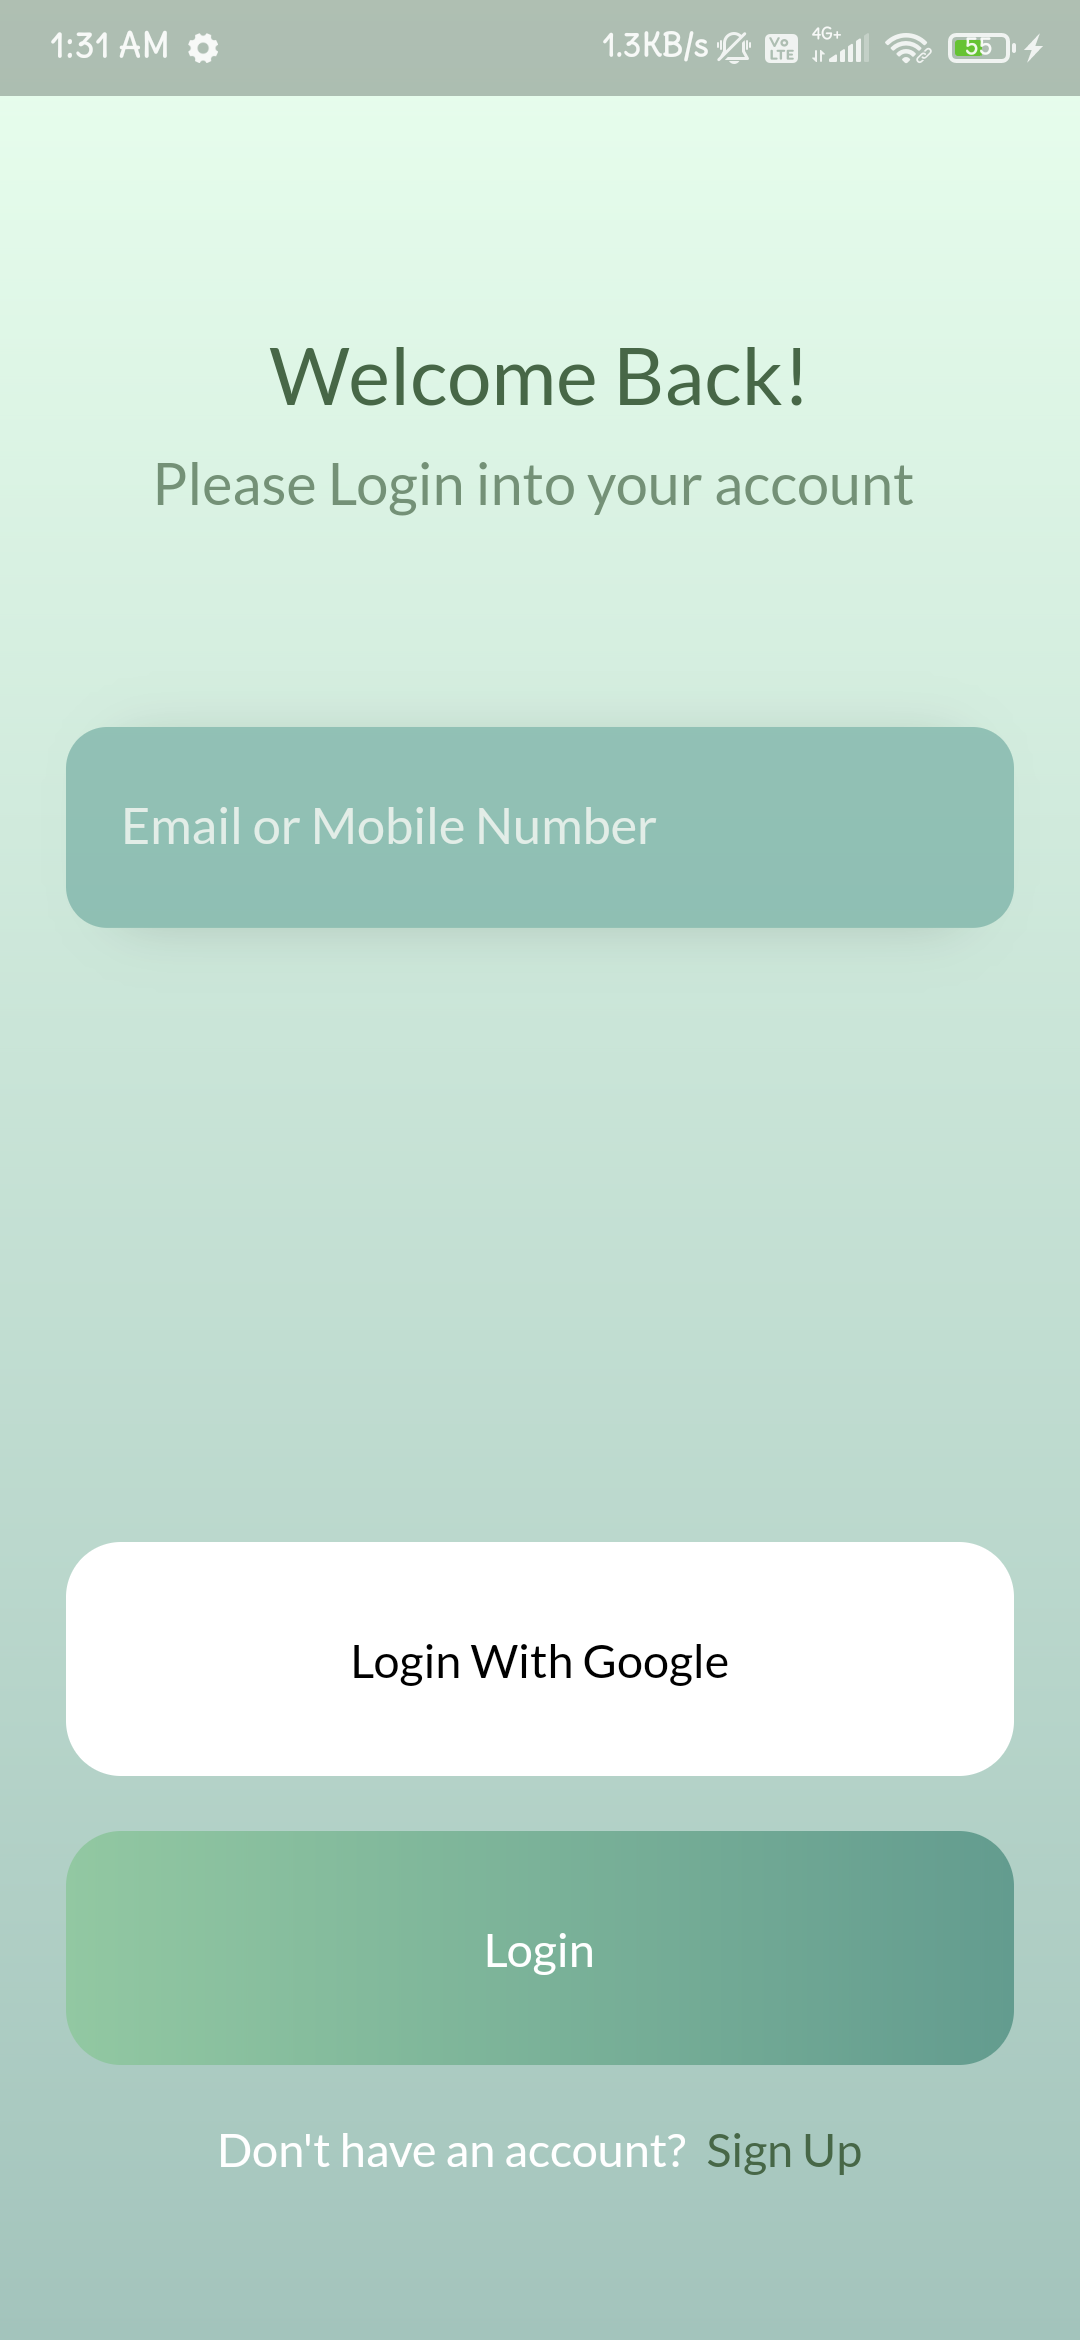 1:31 AM 1.3KB/s Vo LTE 4G+ 55
Welcome Back!
Please Login into your account
Email or Mobile Number
Login With Google
Login
Don't have an account? Sign Up